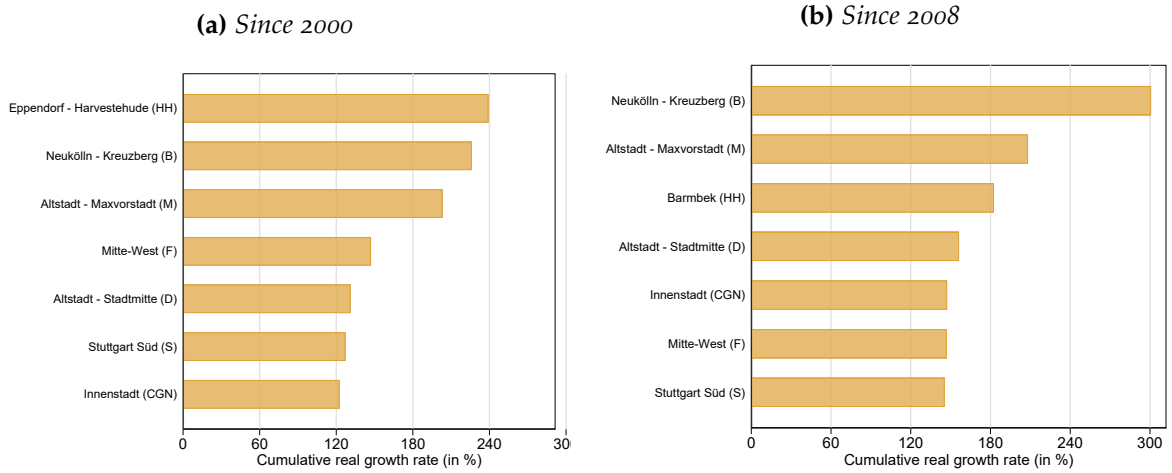 (a) Since 2000
Eppendorf - Harvestehude (HH)
Neukölln - Kreuzberg (B)
Altstadt - Maxvorstadt (M)
Mitte-West (F)
Altstadt - Stadtmitte (D)
Stuttgart Süd (S)
Innenstadt (CGN)
0 60 120 180 240 30
Cumulative real growth rate (in %)
(b) Since 2008
Neukölln - Kreuzberg (B)
Altstadt - Maxvorstadt (M)
Barmbek (HH)
Altstadt - Stadtmitte (D)
Innenstadt (CGN)
Mitte-West (F)
Stuttgart Süd (S)
0 60 120 180 240 300
Cumulative real growth rate (in %)